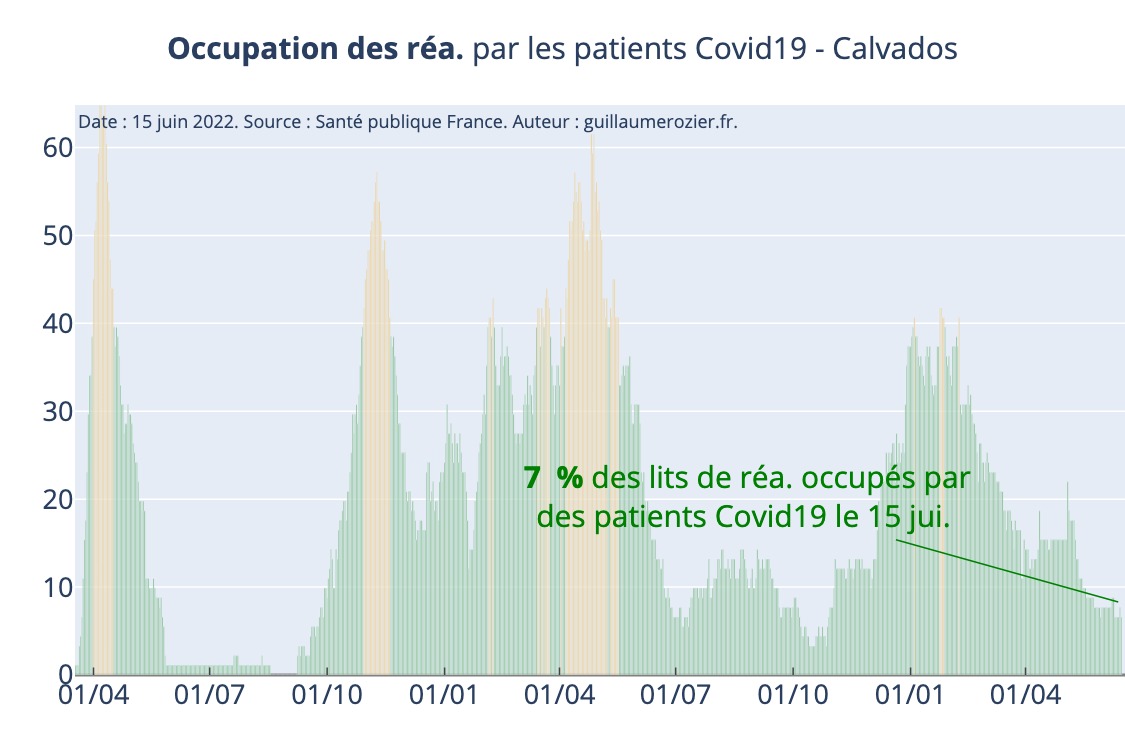 Occupation des réa. par les patients Covid19 - Calvados
Date : 15 juin 2022. Source : Santé publique France. Auteur : guillaumerozier.fr.
60
50
40
30
7 % des lits de réa. occupés par
20
des patients Covid19 le 15 jui.
10
0
01/04 01/07 01/10 01/01 01/04 01/07 01/10 01/01 01/04